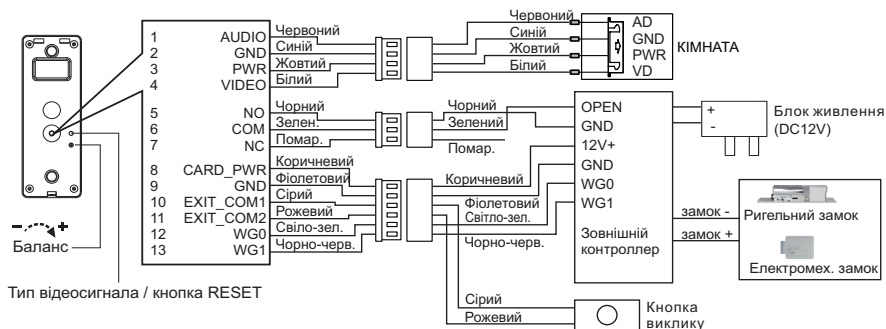 1 AUDIO Червоний
2 GND Синій
3 PWR Жовтий
4 VIDEO Білий
5 NO Чорний
6 COM Зелен.
7 NC Помар.
8 CARD_PWR Коричневий
9 GND Фіолетовий
10 EXIT_COM1 Сірий
11 EXIT_COM2 Рожевий
12 WG0 Свіло-зел.
13 WG1 Чорно-черв.
Червоний AD
Синій GND
Жовтий PWR
Білий VD
КІМНАТА
Чорний OPEN
Зелений GND
Помар. 12V+
Коричневий GND
Фіолетовий WG0
Світло-зел. WG1
Чорно-черв.
Зовнішній
контроллер
+
-
Блок живлення
(DC12V)
замок -
замок +
Ригельний замок
Електромех. замок
- +
Баланс
Тип відеосигнала / кнопка RESET
Сірий
Рожевий
Кнопка
виклику